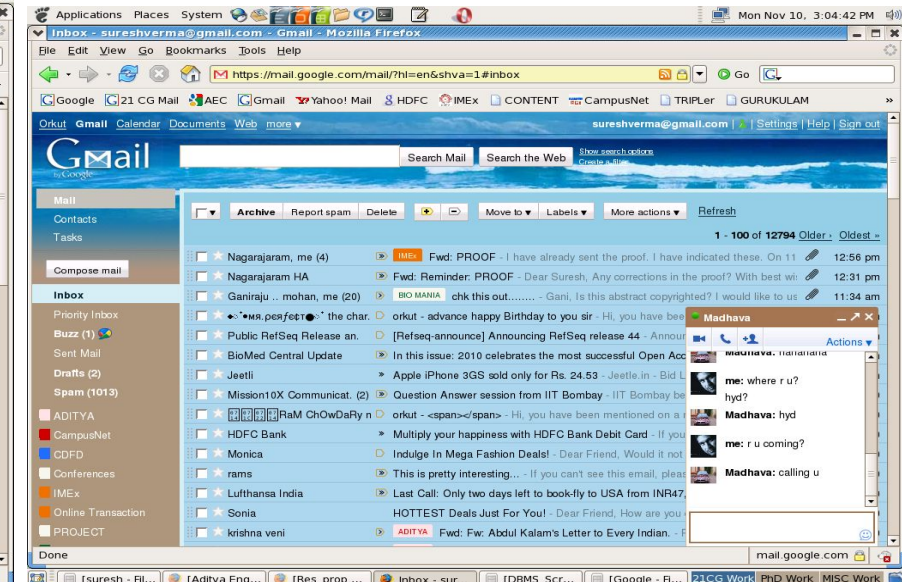 Applications Places System Mon Nov 10, 3:04:42 PM
Inbox - sureshverma@gmail.com - Gmail - Mozilla Firefox
File Edit View Go Bookmarks Tools Help
https://mail.google.com/mail/?hl=en&shva=1#inbox Go
Google 21 CG Mail AEC Gmail Yahoo! Mail HDFC IMEx CONTENT CampusNet TRIPLer GURUKULAM »
Orkut Gmail Calendar Documents Web more ▼ sureshverma@gmail.com | | Settings | Help | Sign out
Gmail by Google Search Mail Search the Web Show search options
Create a filter
Mail
Contacts
Tasks
Compose mail
Inbox
Priority Inbox
Buzz (1)
Sent Mail
Drafts (2)
Spam (1013)
ADITYA
CampusNet
CDFD
Conferences
IMEx
Online Transaction
PROJECT
Archive Report spam Delete Move to ▼ Labels ▼ More actions ▼ Refresh
1 - 100 of 12794 Older › Oldest »
Nagarajaram, me (4) IMEx Fwd: PROOF - I have already sent the proof. I have indicated these. On 11 12:56 pm
Nagarajaram HA Fwd: Reminder: PROOF - Dear Suresh, Any corrections in the proof? With best wi 12:31 pm
Ganiraju .. mohan, me (20) BIO MANIA chk this out........ - Gani, Is this abstract copyrighted? I would like to us 11:34 am
the char. orkut - advance happy Birthday to you sir - Hi, you have bee
Public RefSeq Release an. [Refseq-announce] Announcing RefSeq release 44 - Announ
BioMed Central Update In this issue: 2010 celebrates the most successful Open Acc
Jeetli » Apple iPhone 3GS sold only for Rs. 24.53 - Jeetle.in - Bid L
Mission10X Communicat. (2) Question Answer session from IIT Bombay - IIT Bombay be
RaM ChOwDaRy n orkut - <span></span> - Hi, you have been mentioned on a
HDFC Bank » Multiply your happiness with HDFC Bank Debit Card - If you
Monica Indulge In Mega Fashion Deals! - Dear Friend, Would it not
rams This is pretty interesting... - If you can't see this email, pleas
Lufthansa India Last Call: Only two days left to book-fly to USA from INR47,
Sonia HOTTEST Deals Just For You! - Dear Friend, How are you
krishna veni ADITYA Fwd: Fw: Abdul Kalam's Letter to Every Indian. - F
Madhava
Actions ▼
Madhava: hahahaha
me: where r u?
hyd?
Madhava: hyd
me: r u coming?
Madhava: calling u
Done mail.google.com
[suresh - Fil... [Aditya Eng... [Res_prop_... Inbox - sur... [DBMS_Scr... [Google - Fi... 21CG Work PhD Work MISC Work